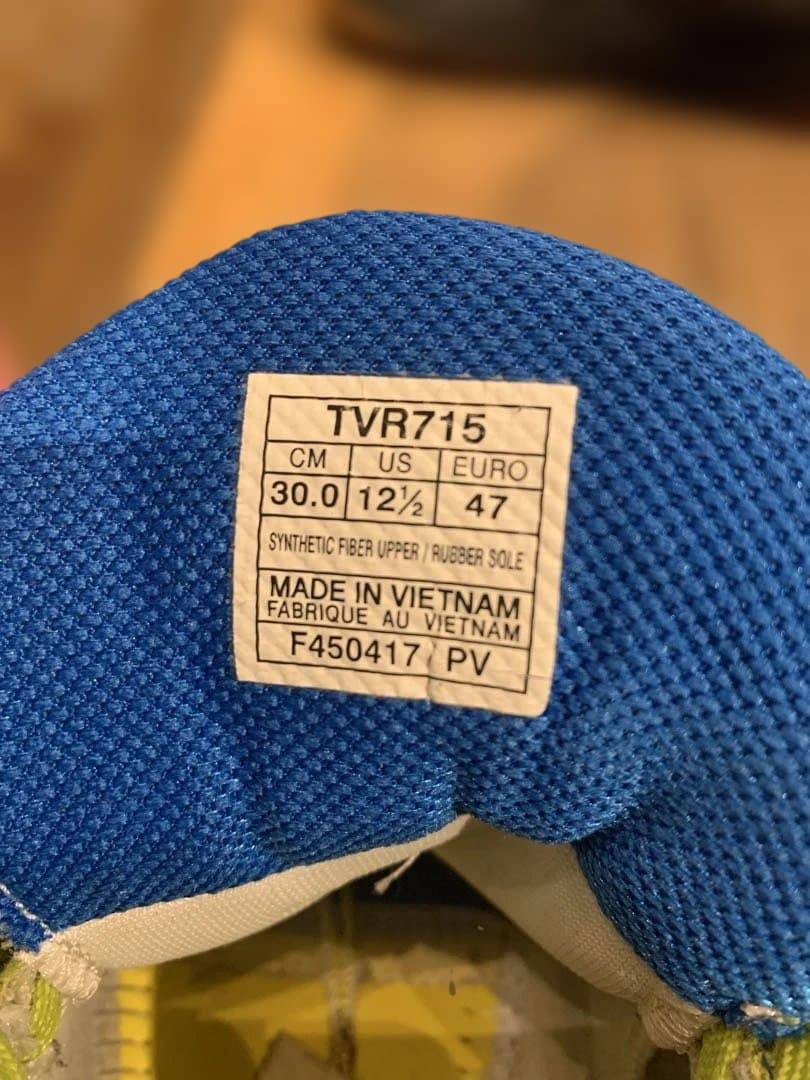 TVR715
CM US EURO
30.0 12½ 47
SYNTHETIC FIBER UPPER / RUBBER SOLE
MADE IN VIETNAM
FABRIQUE AU VIETNAM
F450417 PV